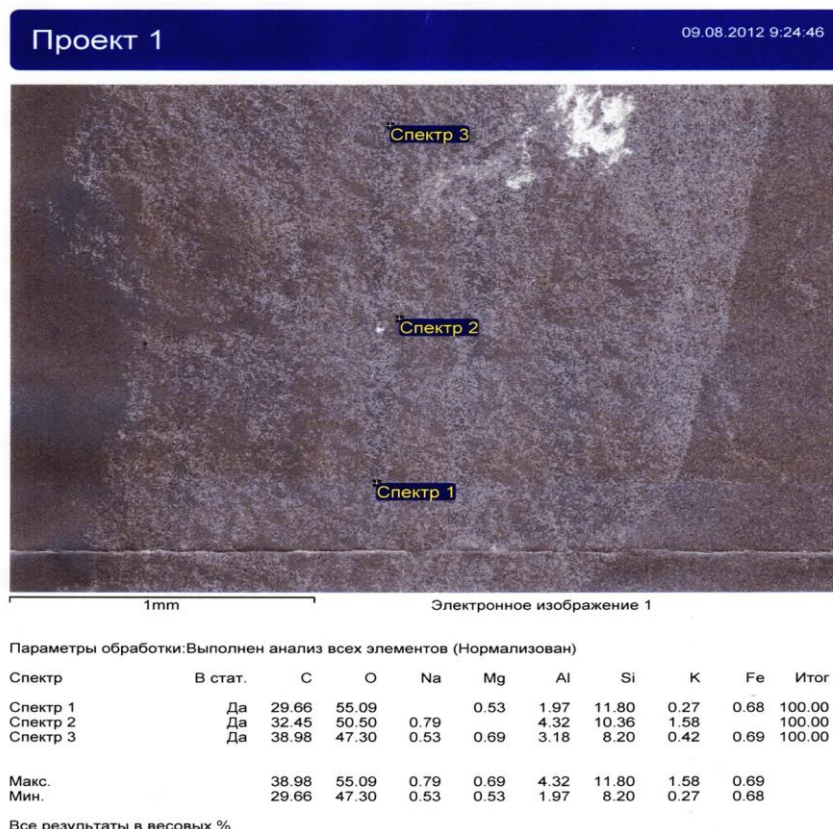 Проект 1
09.08.2012 9:24:46
Спектр 3
Спектр 2
Спектр 1
1mm Электронное изображение 1
Параметры обработки:Выполнен анализ всех элементов (Нормализован)
Спектр В стат. C O Na Mg Al Si K Fe Итог
Спектр 1 Да 29.66 55.09 0.53 1.97 11.80 0.27 0.68 100.00
Спектр 2 Да 32.45 50.50 0.79 4.32 10.36 1.58 100.00
Спектр 3 Да 38.98 47.30 0.53 0.69 3.18 8.20 0.42 0.69 100.00
Макс. 38.98 55.09 0.79 0.69 4.32 11.80 1.58 0.69
Мин. 29.66 47.30 0.53 0.53 1.97 8.20 0.27 0.68
Все результаты в весовых %